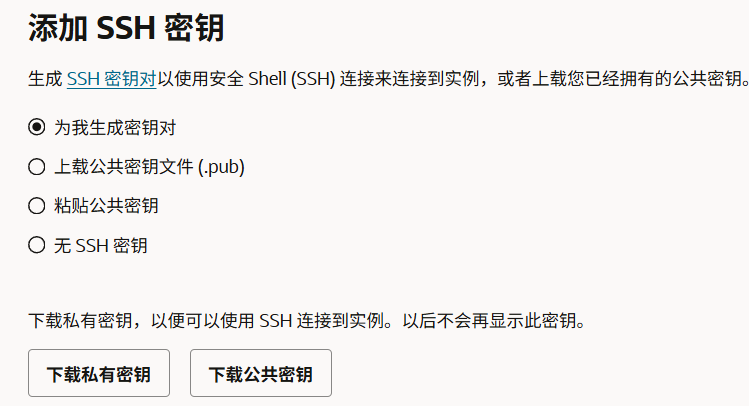 添加 SSH 密钥
生成 SSH 密钥对以使用安全 Shell (SSH) 连接来连接到实例，或者上载您已经拥有的公共密钥。
为我生成密钥对
上载公共密钥文件 (.pub)
粘贴公共密钥
无 SSH 密钥
下载私有密钥，以便可以使用 SSH 连接到实例。以后不会再显示此密钥。
下载私有密钥
下载公共密钥